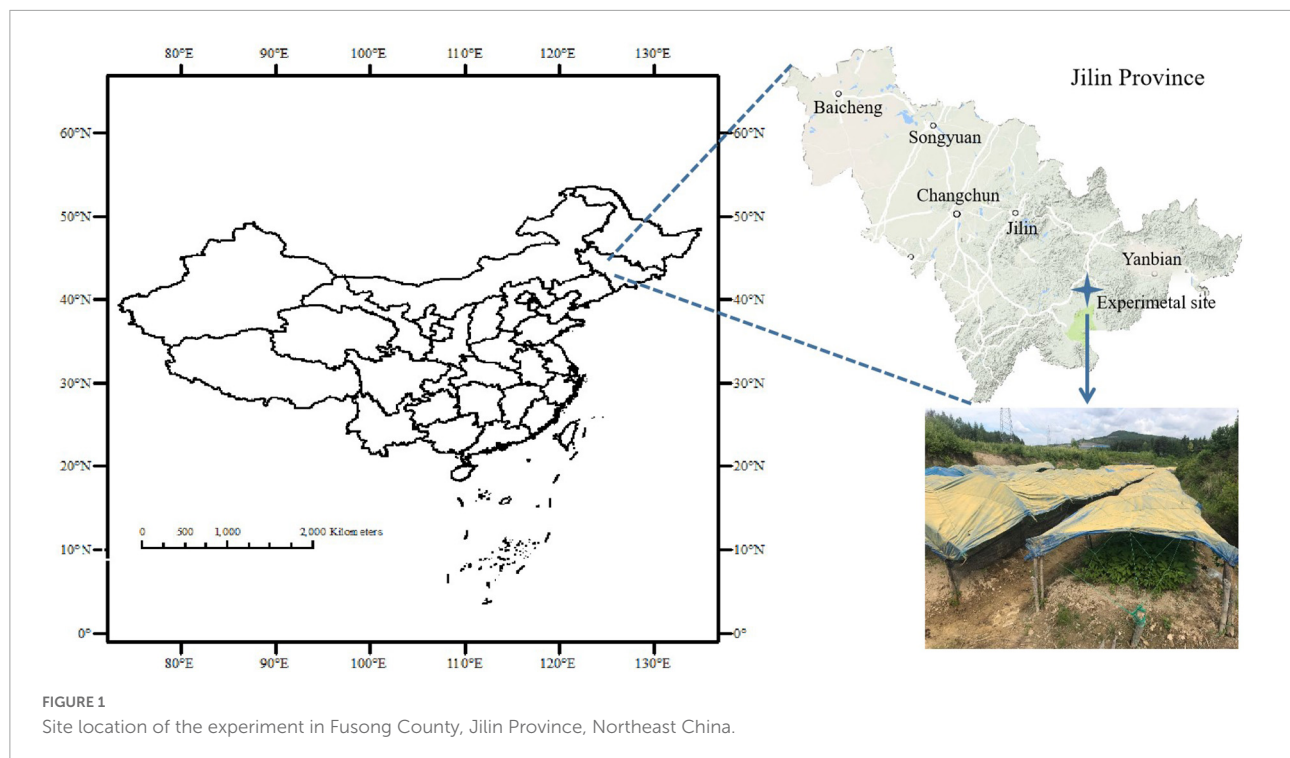 80°E 90°E 100°E 110°E 120°E 130°E
60°N 60°N
50°N 50°N
40°N 40°N
30°N 30°N
20°N 20°N
10°N 10°N
0° 0°
0 500 1,000 2,000 Kilometers
80°E 90°E 100°E 110°E 120°E 130°E
Jilin Province
Baicheng
Songyuan
Changchun
Jilin
Yanbian
Experimetal site
FIGURE 1
Site location of the experiment in Fusong County, Jilin Province, Northeast China.